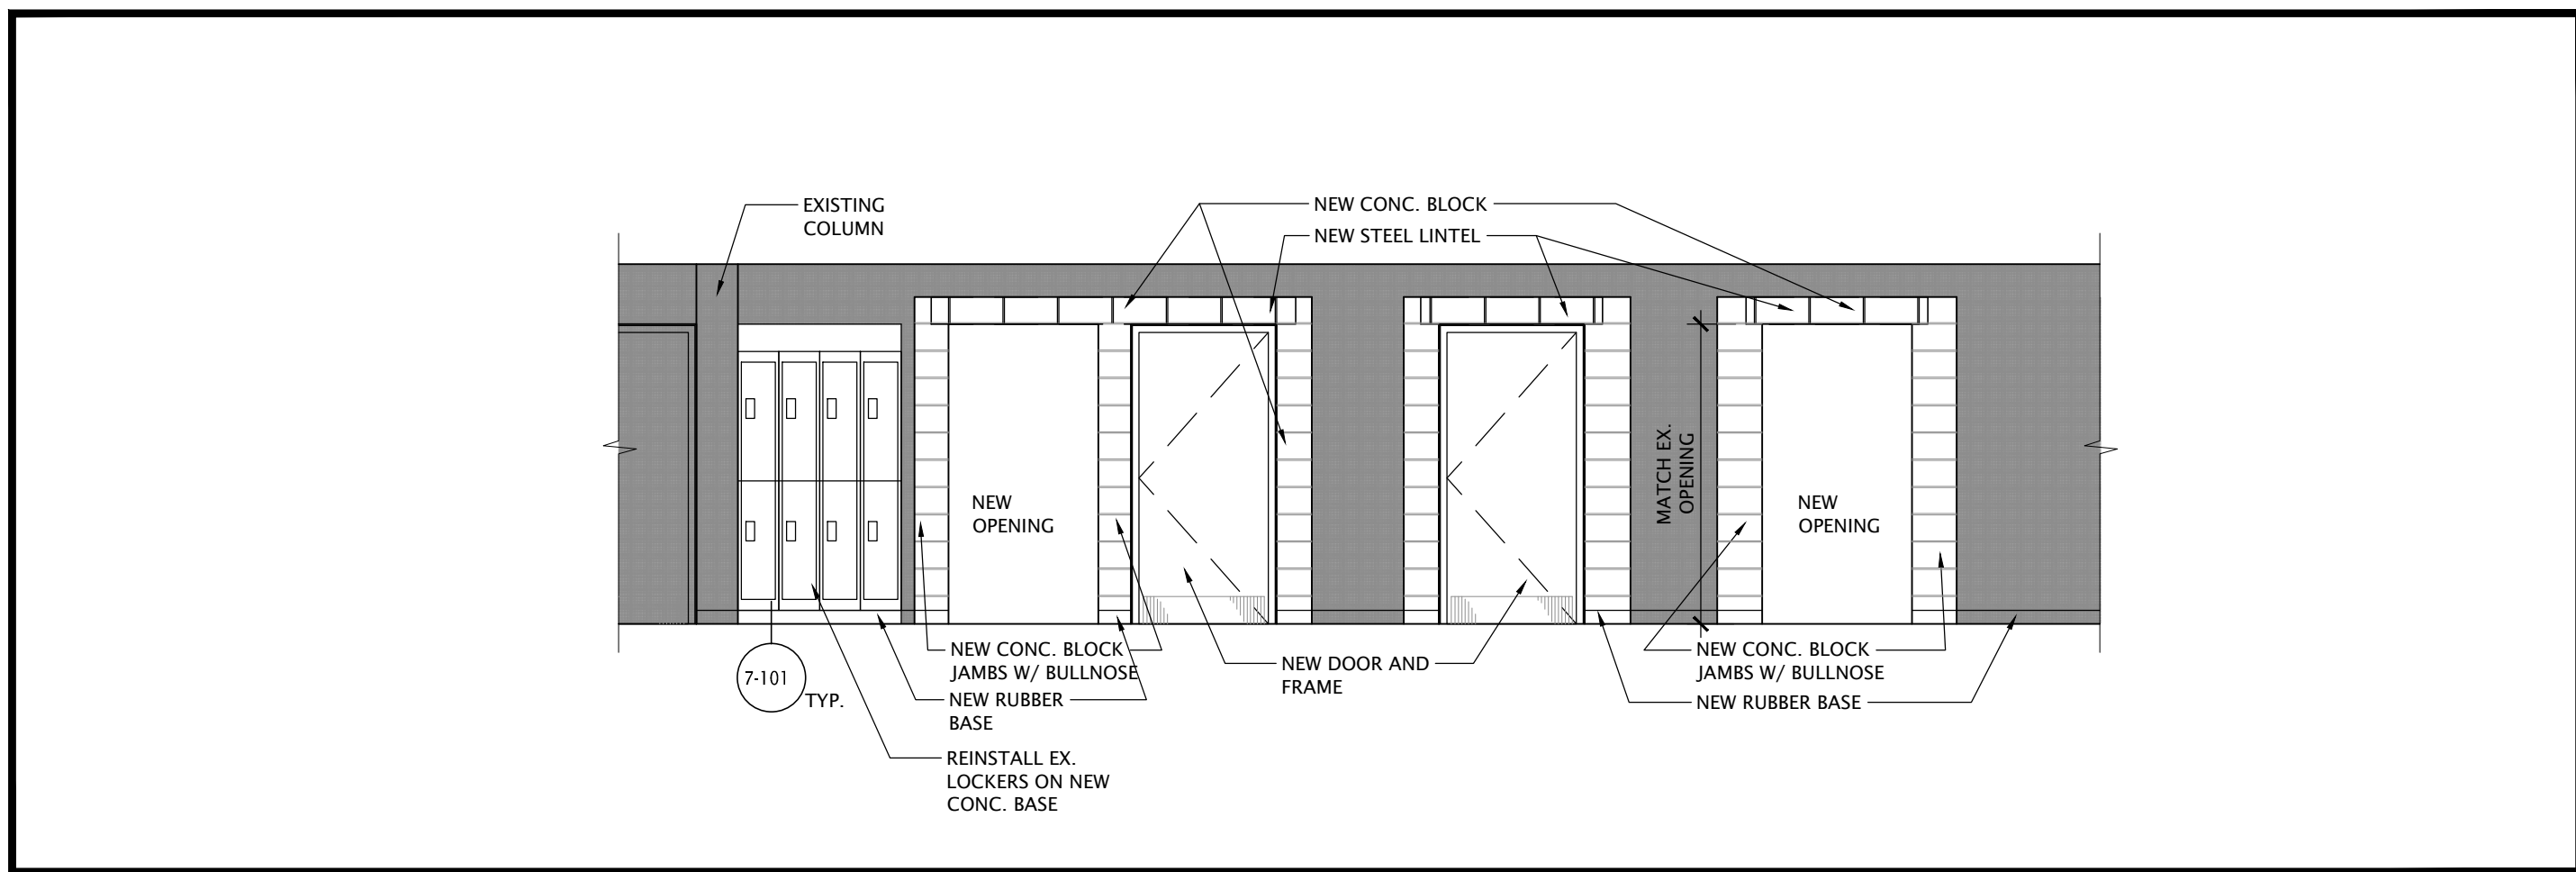 EXISTING
COLUMN
NEW CONC. BLOCK
NEW STEEL LINTEL
MATCH EX.
OPENING
NEW
OPENING
NEW
OPENING
7-101
TYP.
NEW CONC. BLOCK
JAMBS W/ BULLNOSE
NEW RUBBER
BASE
REINSTALL EX.
LOCKERS ON NEW
CONC. BASE
NEW DOOR AND
FRAME
NEW CONC. BLOCK
JAMBS W/ BULLNOSE
NEW RUBBER BASE